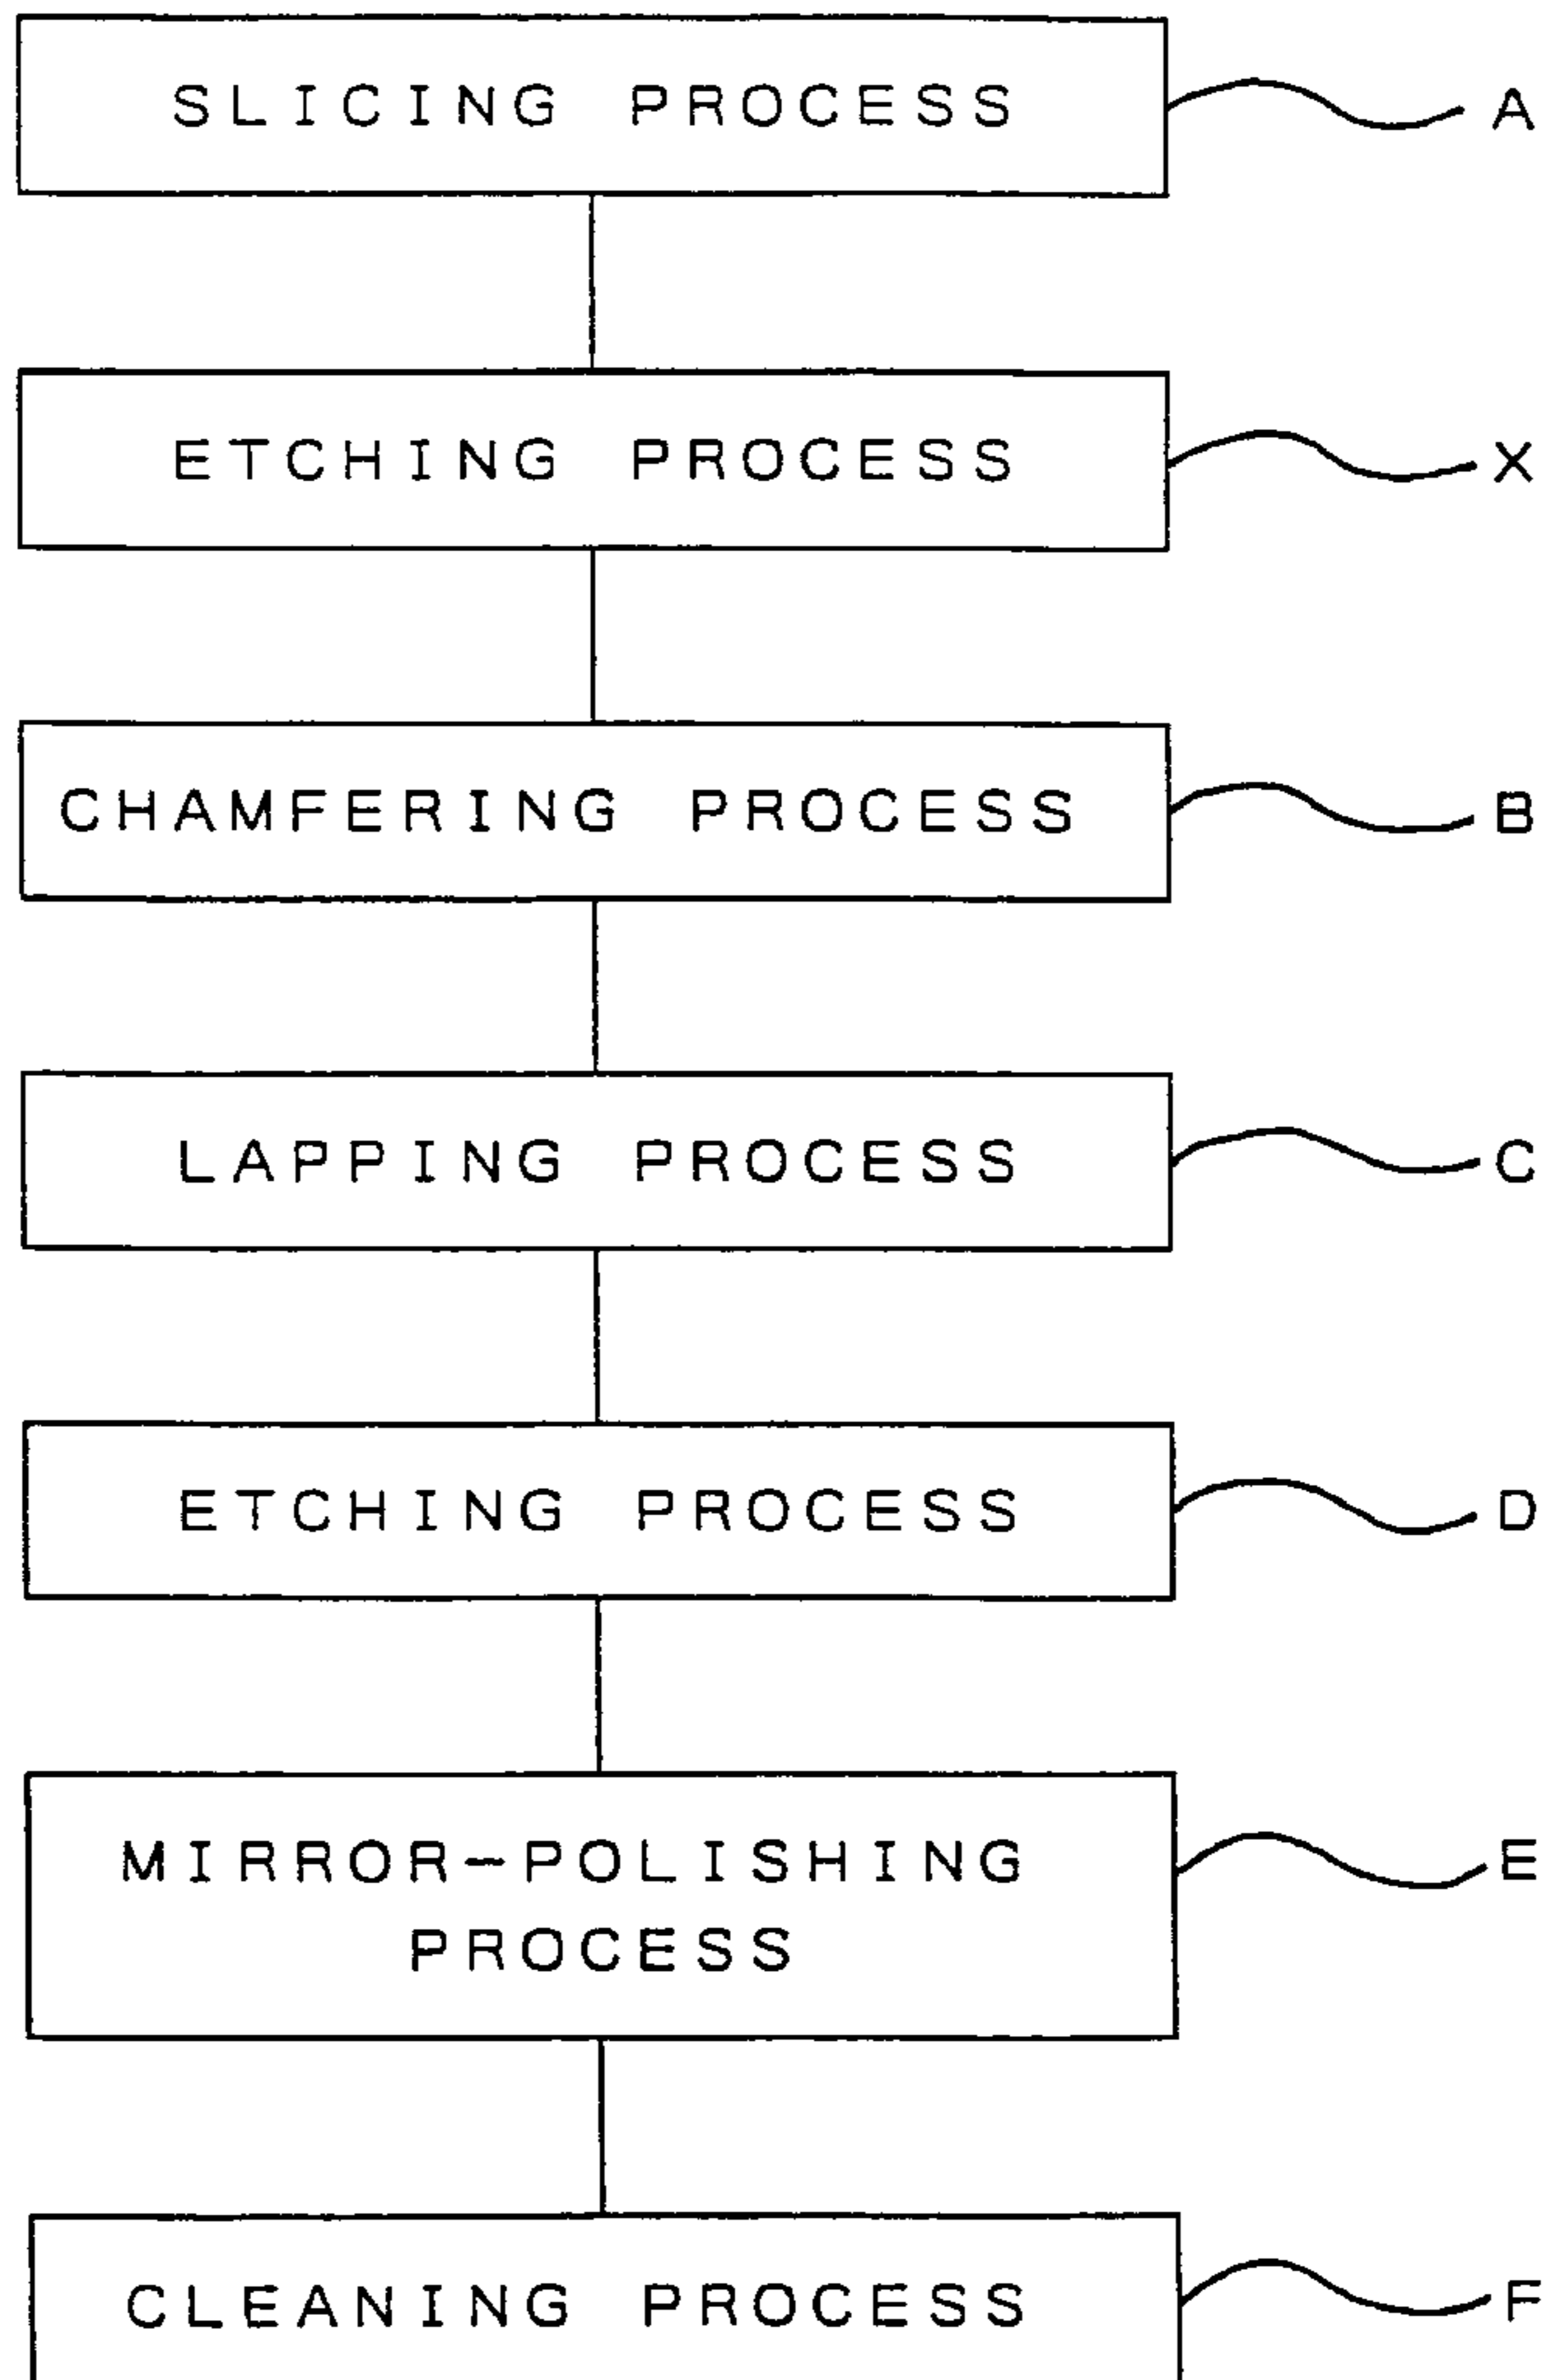 SLICING PROCESS A
ETCHING PROCESS X
CHAMFERING PROCESS B
LAPPING PROCESS C
ETCHING PROCESS D
MIRROR-POLISHING E
PROCESS
CLEANING PROCESS F